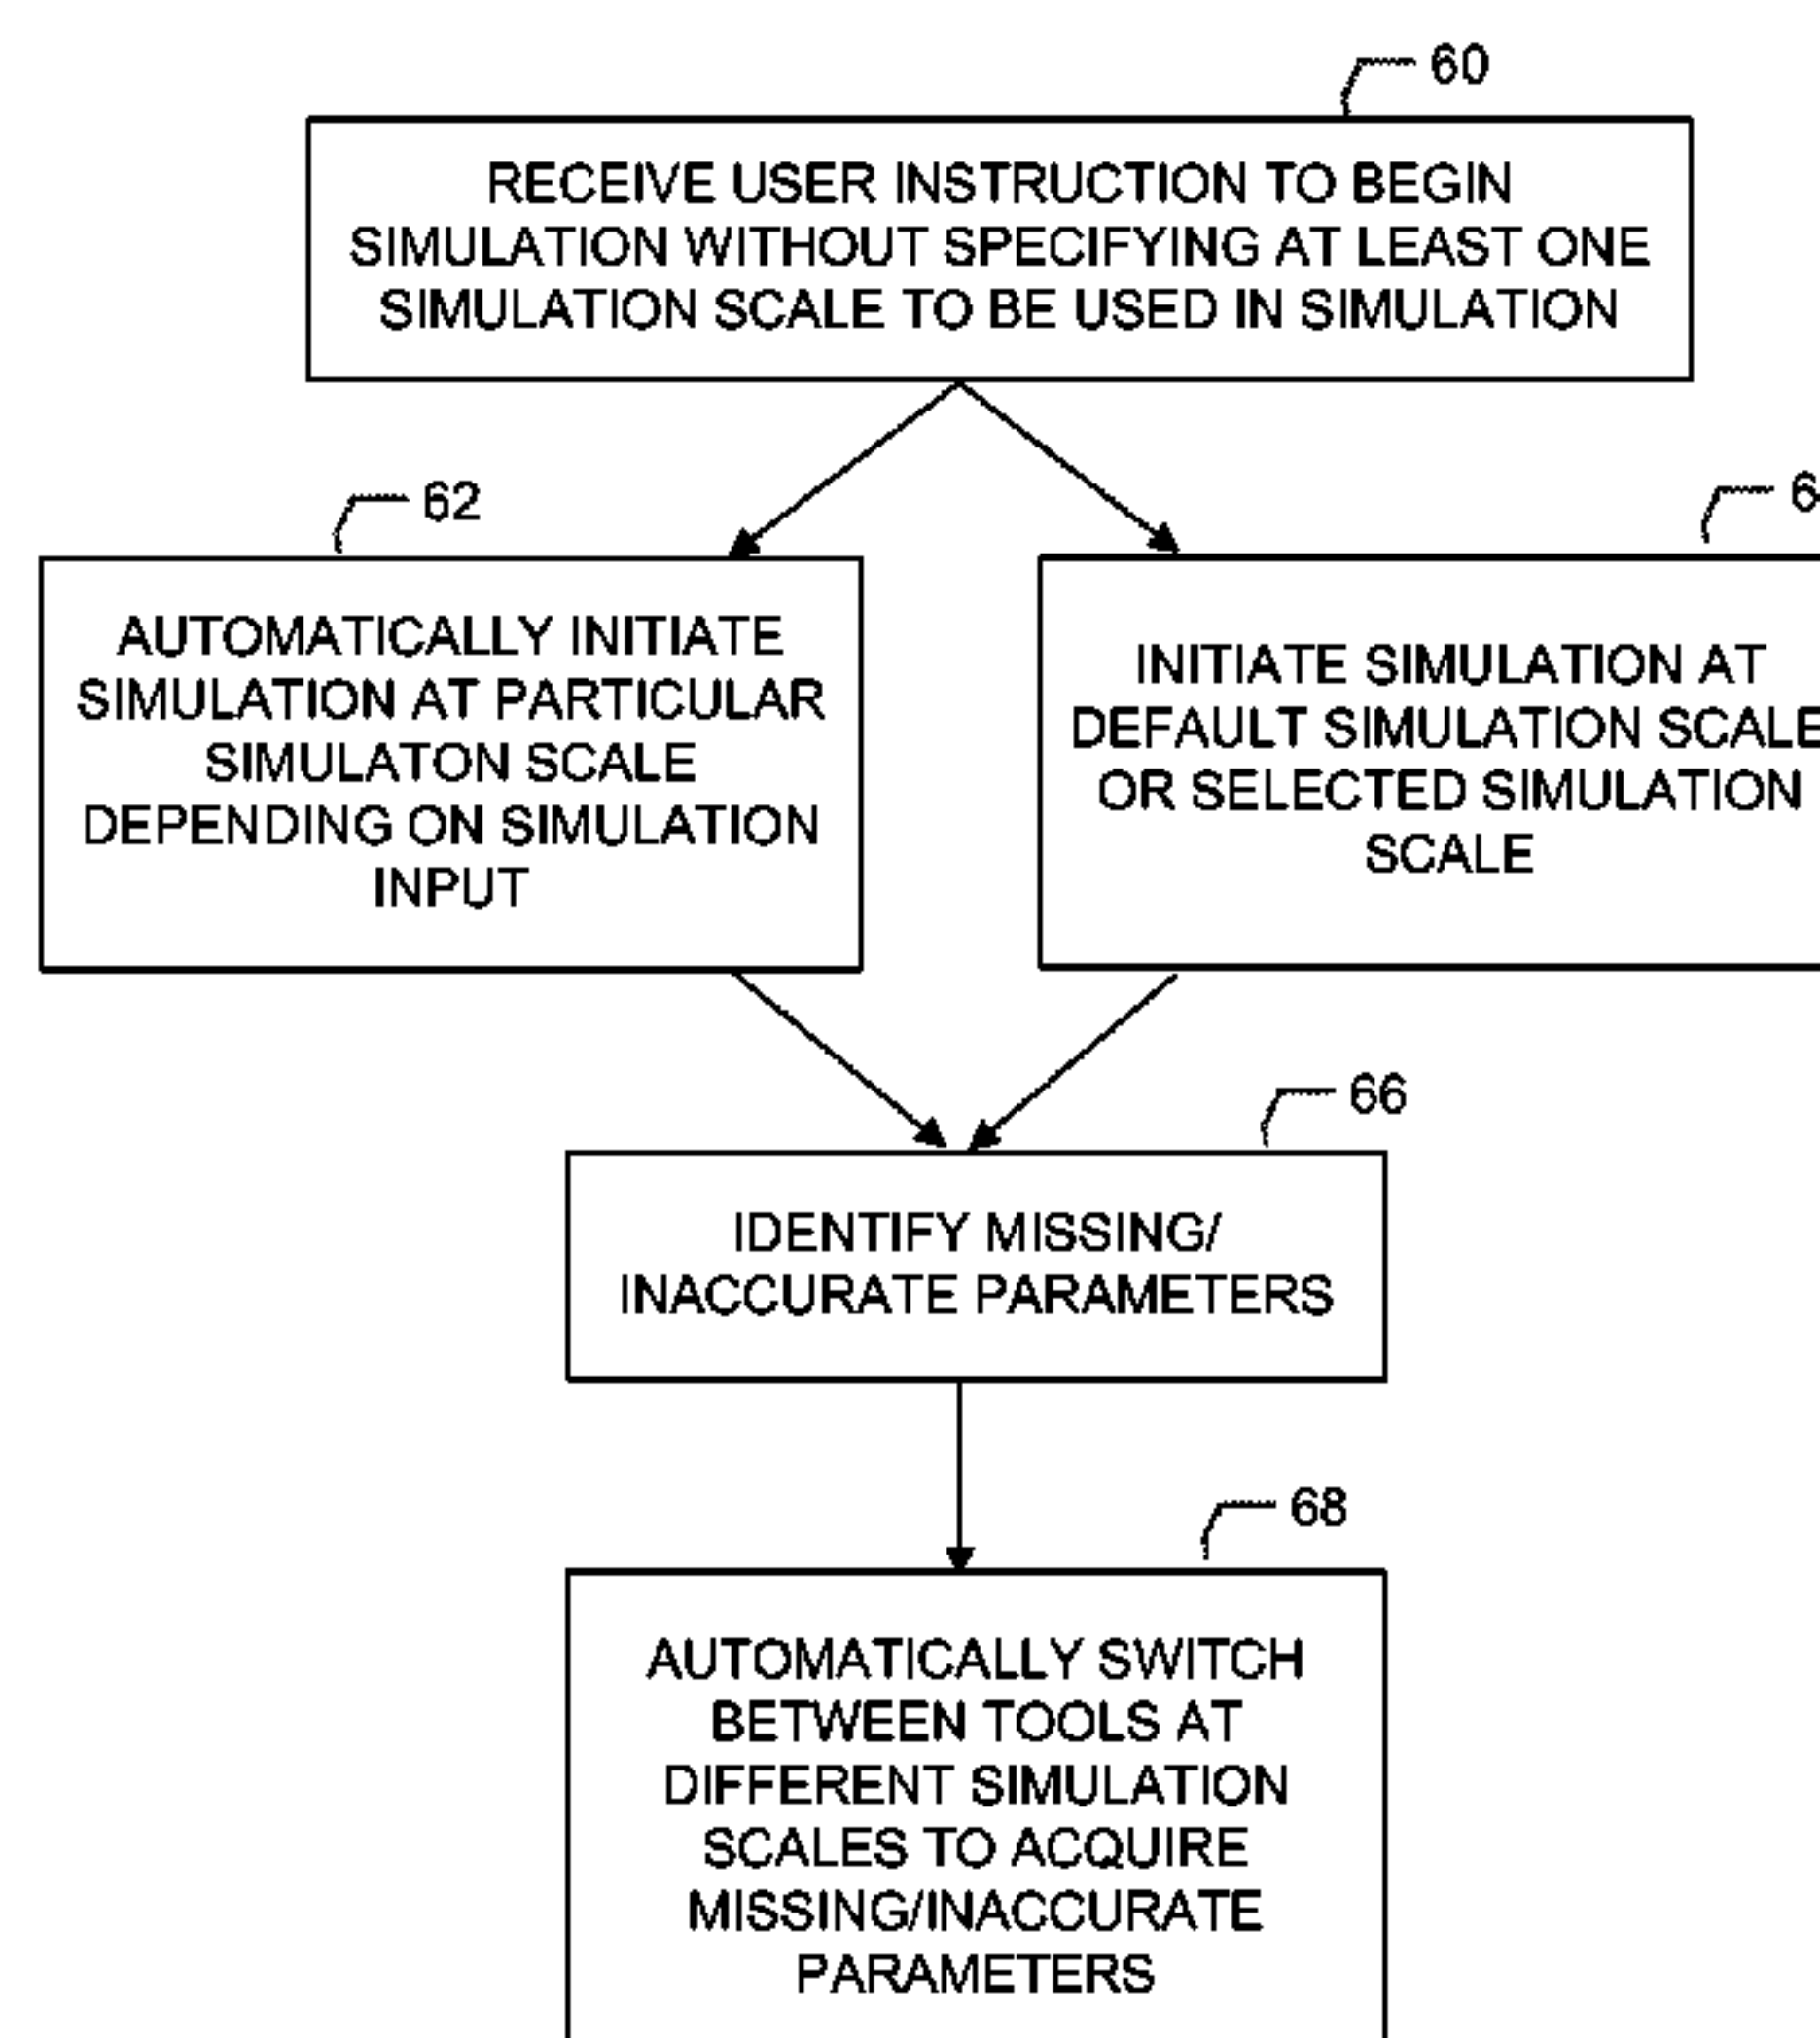 60
RECEIVE USER INSTRUCTION TO BEGIN
SIMULATION WITHOUT SPECIFYING AT LEAST ONE
SIMULATION SCALE TO BE USED IN SIMULATION
62
AUTOMATICALLY INITIATE
SIMULATION AT PARTICULAR
SIMULATON SCALE
DEPENDING ON SIMULATION
INPUT
INITIATE SIMULATION AT
DEFAULT SIMULATION SCALE
OR SELECTED SIMULATION
SCALE
66
IDENTIFY MISSING/
INACCURATE PARAMETERS
68
AUTOMATICALLY SWITCH
BETWEEN TOOLS AT
DIFFERENT SIMULATION
SCALES TO ACQUIRE
MISSING/INACCURATE
PARAMETERS